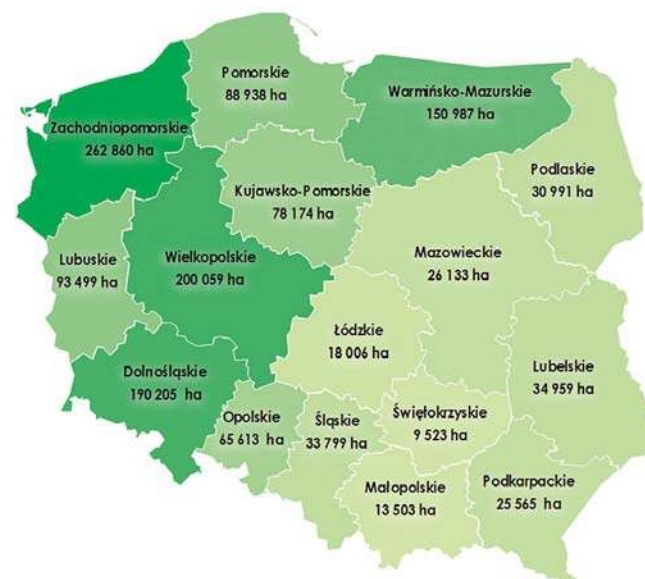 Pomorskie
88 938 ha
Warmińsko-Mazurskie
150 987 ha
Zachodniopomorskie
262 860 ha
Podlaskie
30 991 ha
Kujawsko-Pomorskie
78 174 ha
Lubuskie
93 499 ha
Wielkopolskie
200 059 ha
Mazowieckie
26 133 ha
Łódzkie
18 006 ha
Lubelskie
34 959 ha
Dolnośląskie
190 205 ha
Opolskie
65 613 ha
Śląskie
33 799 ha
Świętokrzyskie
9 523 ha
Małopolskie
13 503 ha
Podkarpackie
25 565 ha